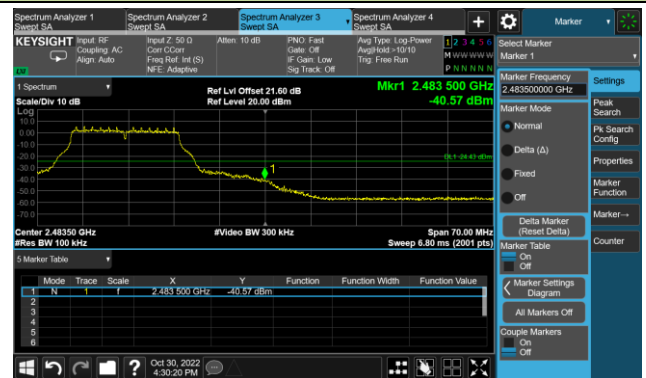 Spectrum Analyzer 1
Swept SA
Spectrum Analyzer 2
Swept SA
Spectrum Analyzer 3
Swept SA
Spectrum Analyzer 4
Swept SA
+
Marker
KEYSIGHT
Input: RF
Coupling: AC
Align: Auto
Input Z: 50 Ω
Corr CCorr
Freq Ref: Int (S)
NFE: Adaptive
Atten: 10 dB
PNO: Fast
Gate: Off
IF Gain: Low
Sig Track: Off
Avg Type: Log-Power
Avg|Hold:>10/10
Trig: Free Run
1 2 3 4 5 6
M W W W W W
P N N N N N
Select Marker
Marker 1
1 Spectrum
Scale/Div 10 dB
Log
Ref Lvl Offset 21.60 dB
Ref Level 20.00 dBm
Mkr1 2.483 500 GHz
-40.57 dBm
10.0
0.00
-10.0
-20.0
-30.0
-40.0
-50.0
-60.0
-70.0
DL1 -24.43 dBm
1
Center 2.48350 GHz
#Res BW 100 kHz
#Video BW 300 kHz
Span 70.00 MHz
Sweep 6.80 ms (2001 pts)
5 Marker Table
Mode Trace Scale X Y Function Function Width Function Value
1 N 1 f 2.483 500 GHz -40.57 dBm
2
3
4
5
6
Marker Frequency
2.483500000 GHz
Marker Mode
Normal
Delta (Δ)
Fixed
Off
Delta Marker
(Reset Delta)
Marker Table
On
Off
Marker Settings
Diagram
All Markers Off
Couple Markers
On
Off
Settings
Peak
Search
Pk Search
Config
Properties
Marker
Function
Marker→
Counter
?
Oct 30, 2022
4:30:20 PM